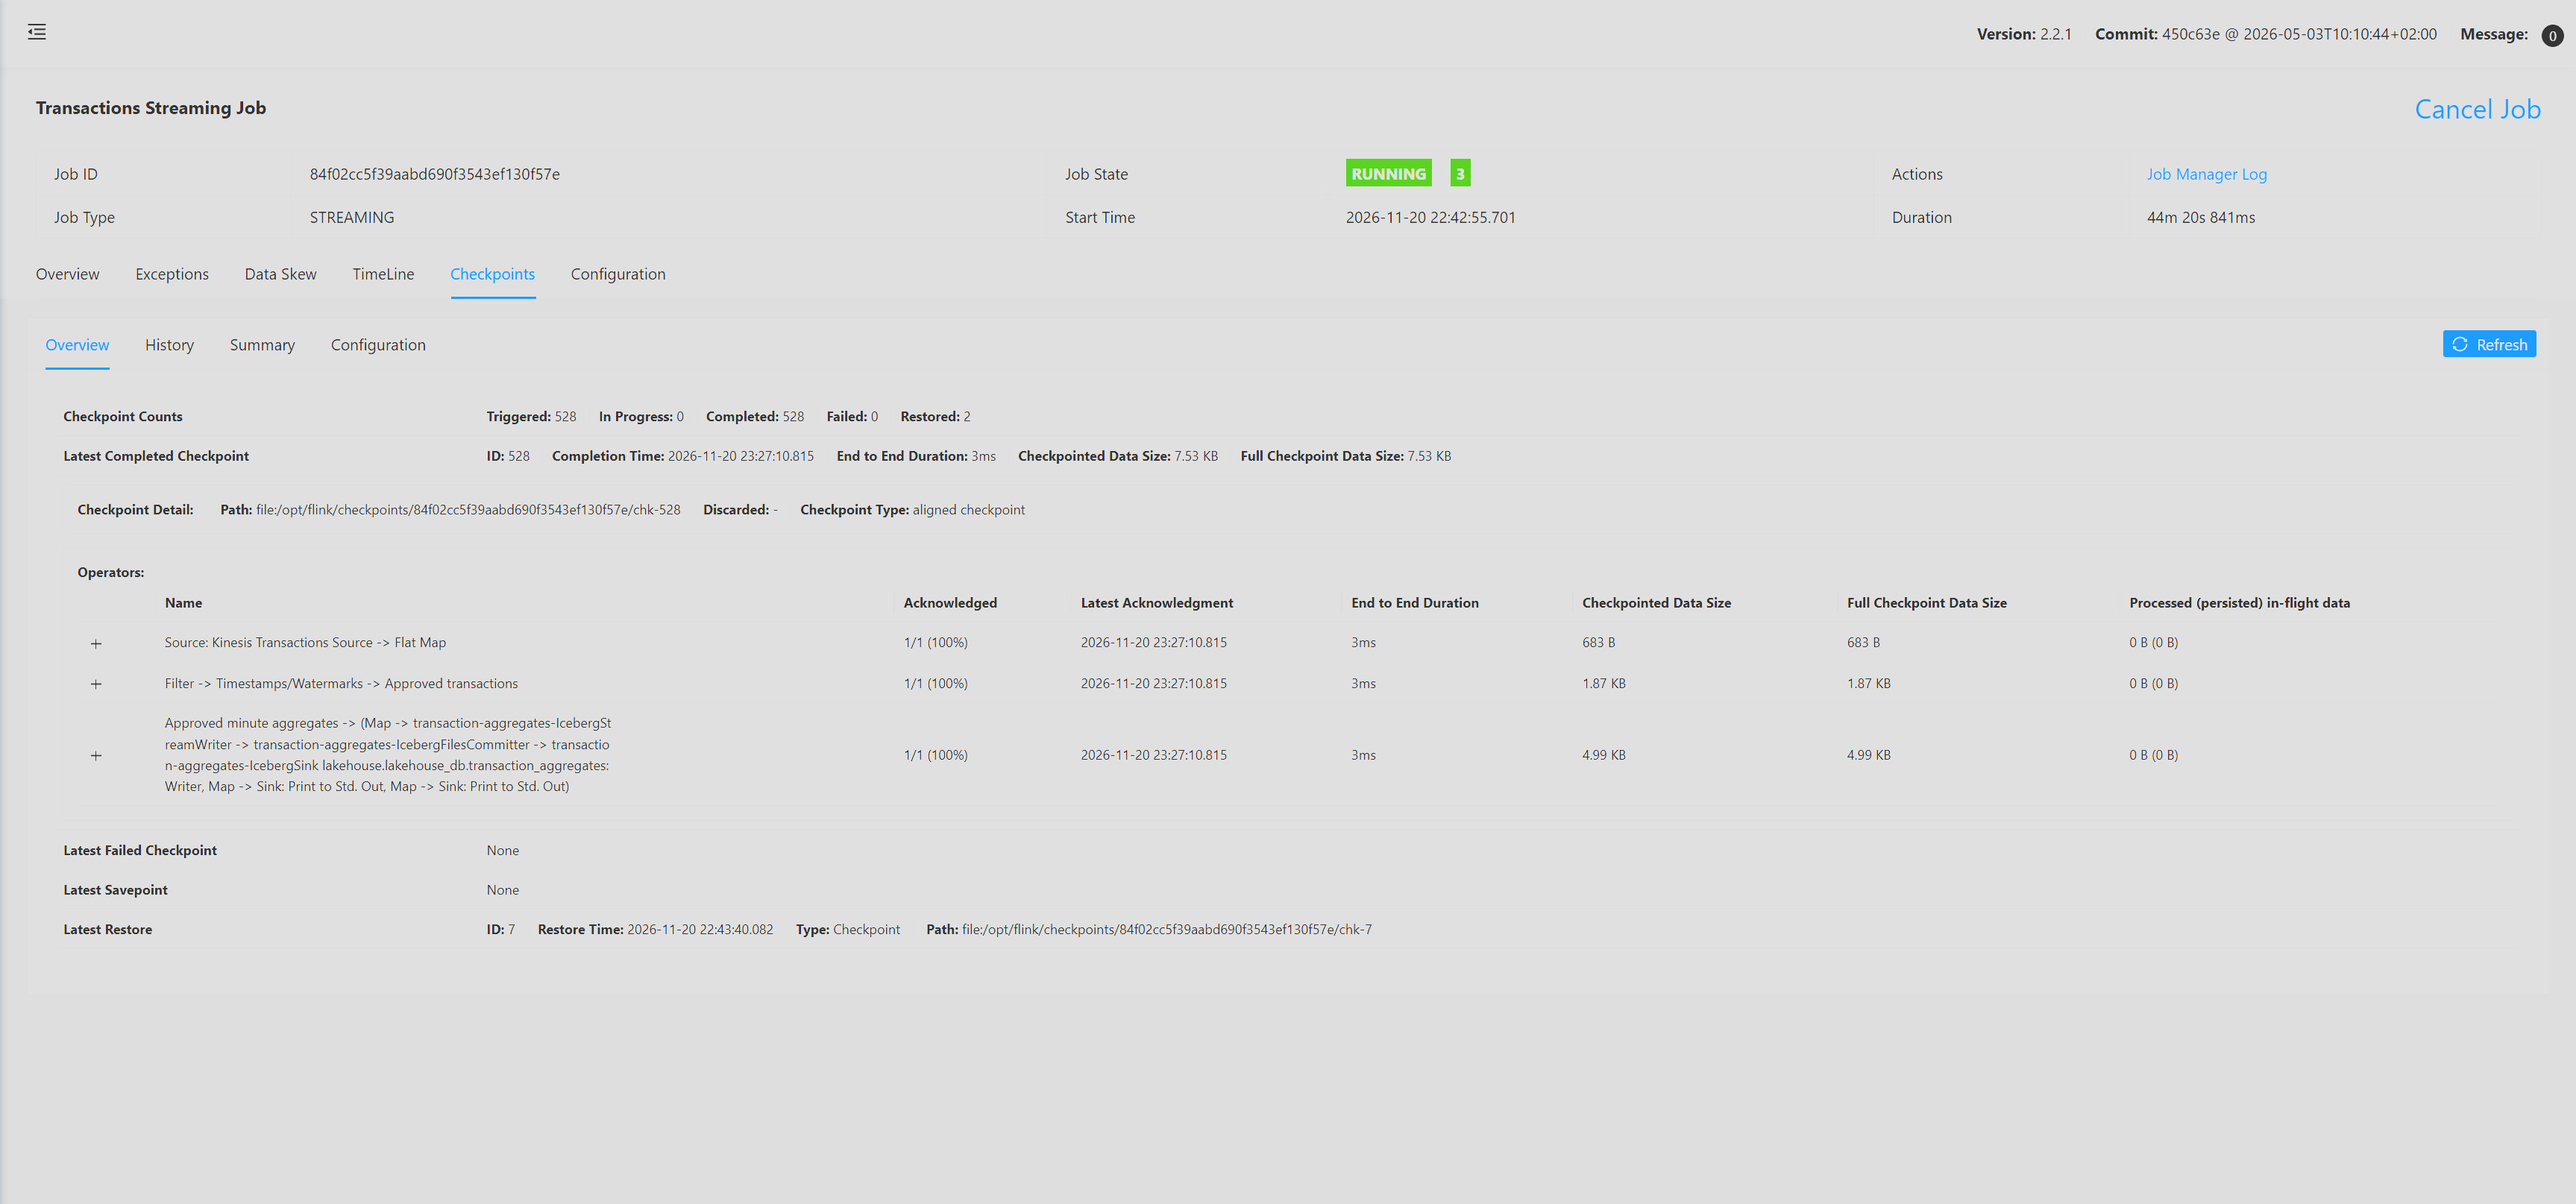 Version: 2.2.1 Commit: 450c63e @ 2026-05-03T10:10:44+02:00 Message: 0
Transactions Streaming Job
Cancel Job
Job ID 84f02cc5f39aabd690f3543ef130f57e Job State RUNNING 3 Actions Job Manager Log
Job Type STREAMING Start Time 2026-11-20 22:42:55.701 Duration 44m 20s 841ms
Overview Exceptions Data Skew TimeLine Checkpoints Configuration
Overview History Summary Configuration Refresh
Checkpoint Counts Triggered: 528 In Progress: 0 Completed: 528 Failed: 0 Restored: 2
Latest Completed Checkpoint ID: 528 Completion Time: 2026-11-20 23:27:10.815 End to End Duration: 3ms Checkpointed Data Size: 7.53 KB Full Checkpoint Data Size: 7.53 KB
Checkpoint Detail: Path: file:/opt/flink/checkpoints/84f02cc5f39aabd690f3543ef130f57e/chk-528 Discarded: - Checkpoint Type: aligned checkpoint
Operators:
Name Acknowledged Latest Acknowledgment End to End Duration Checkpointed Data Size Full Checkpoint Data Size Processed (persisted) in-flight data
Source: Kinesis Transactions Source -> Flat Map 1/1 (100%) 2026-11-20 23:27:10.815 3ms 683 B 683 B 0 B (0 B)
Filter -> Timestamps/Watermarks -> Approved transactions 1/1 (100%) 2026-11-20 23:27:10.815 3ms 1.87 KB 1.87 KB 0 B (0 B)
Approved minute aggregates -> (Map -> transaction-aggregates-IcebergSt
reamWriter -> transaction-aggregates-IcebergFilesCommitter -> transactio
n-aggregates-IcebergSink lakehouse.lakehouse_db.transaction_aggregates:
Writer, Map -> Sink: Print to Std. Out, Map -> Sink: Print to Std. Out)
1/1 (100%) 2026-11-20 23:27:10.815 3ms 4.99 KB 4.99 KB 0 B (0 B)
Latest Failed Checkpoint None
Latest Savepoint None
Latest Restore ID: 7 Restore Time: 2026-11-20 22:43:40.082 Type: Checkpoint Path: file:/opt/flink/checkpoints/84f02cc5f39aabd690f3543ef130f57e/chk-7